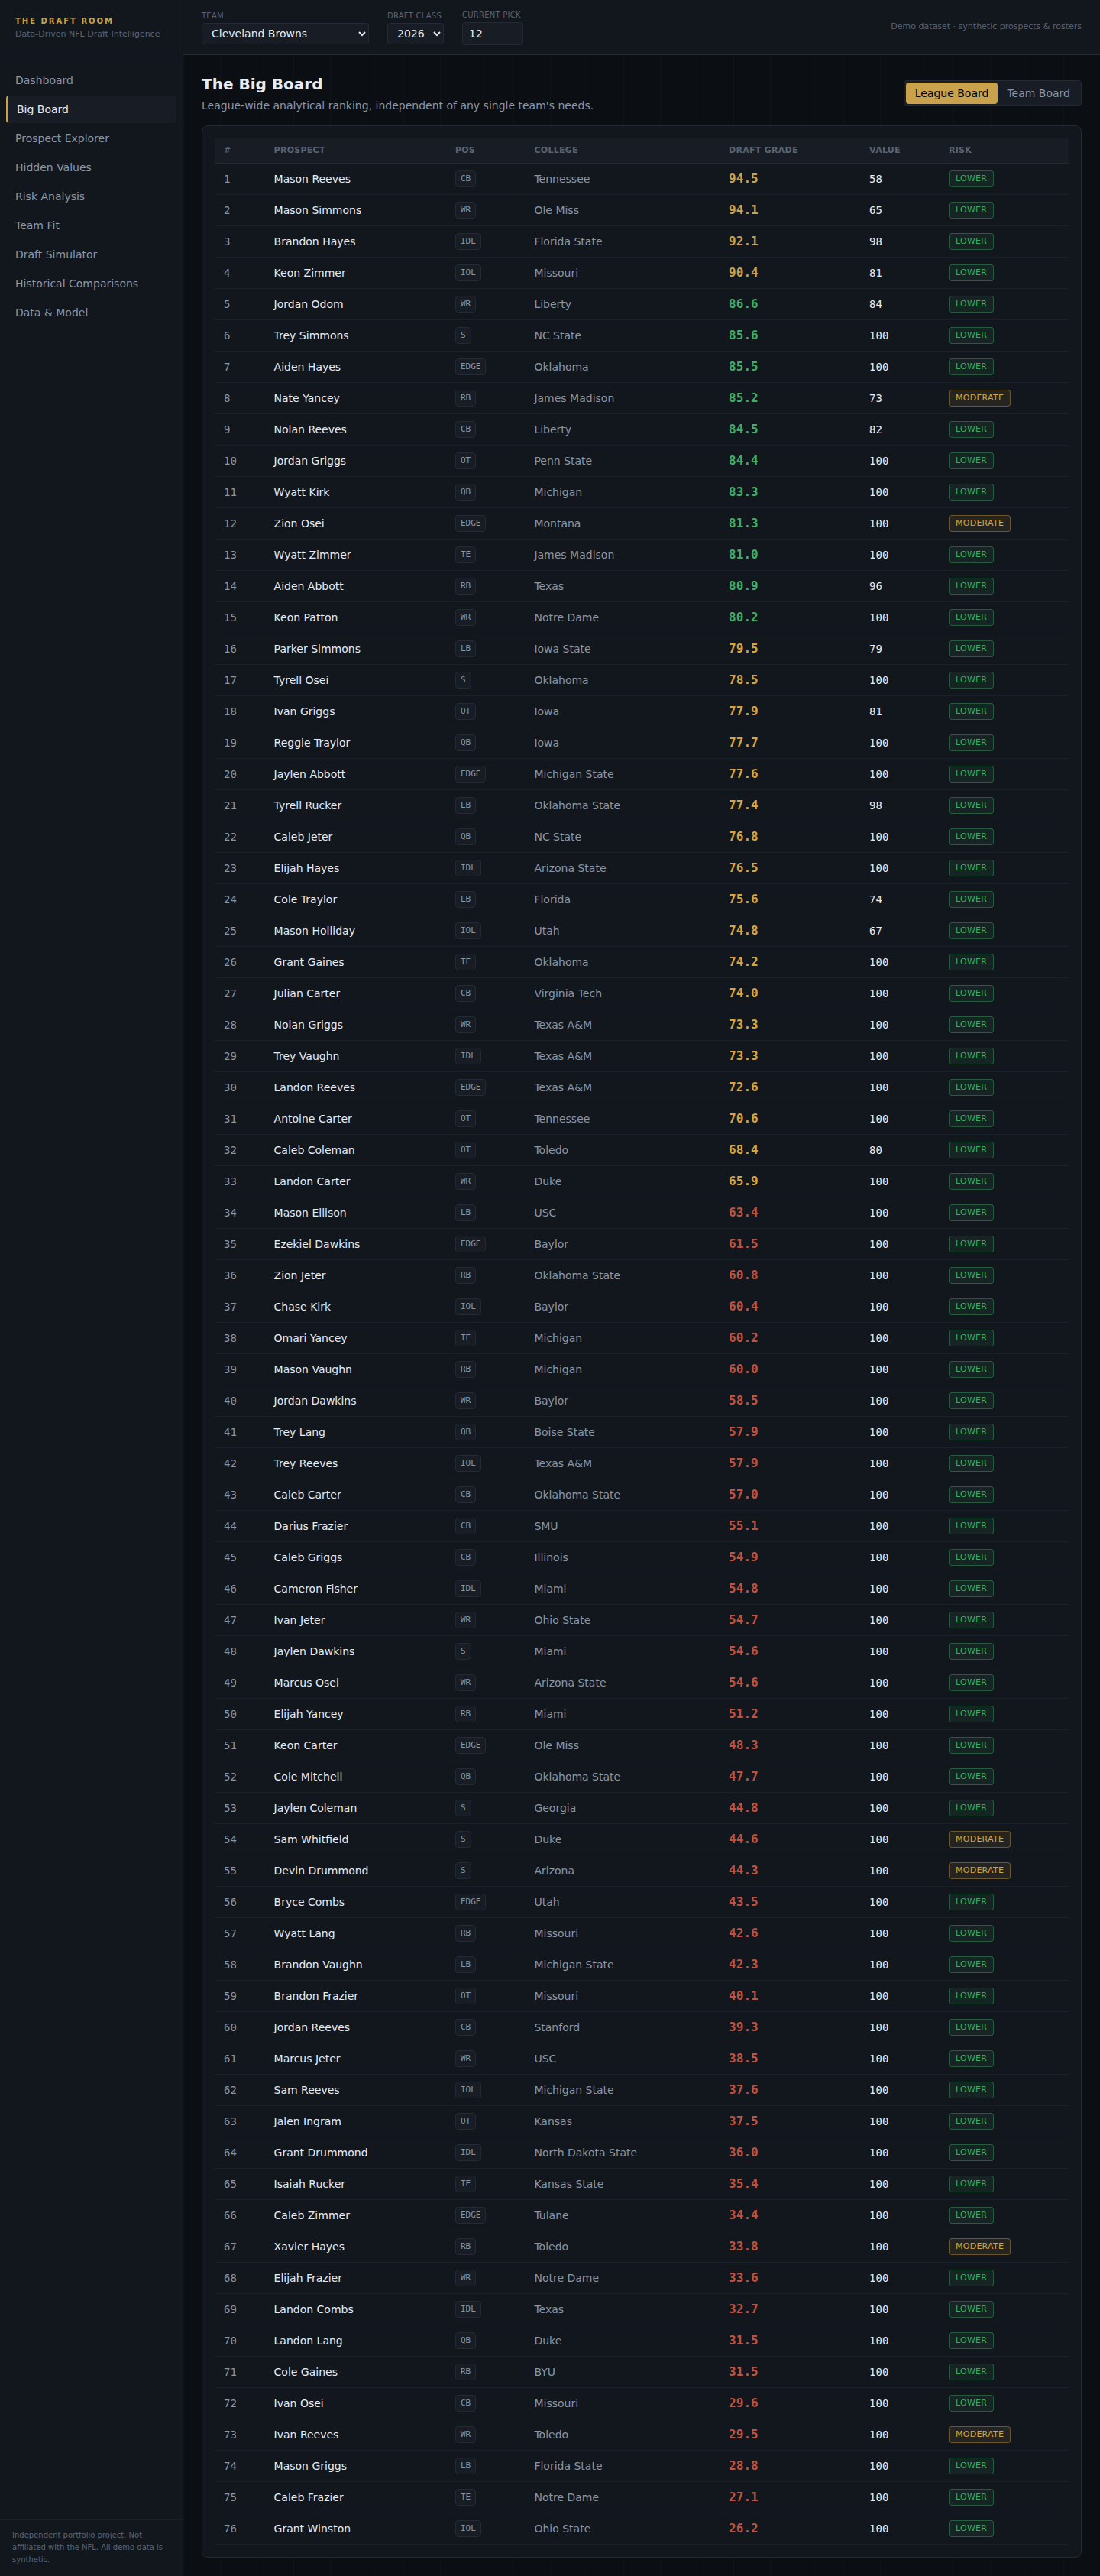 THE DRAFT ROOM
Data-Driven NFL Draft Intelligence
Dashboard
Big Board
Prospect Explorer
Hidden Values
Risk Analysis
Team Fit
Draft Simulator
Historical Comparisons
Data & Model
Independent portfolio project. Not
affiliated with the NFL. All demo data is
synthetic.
TEAM DRAFT CLASS CURRENT PICK
Cleveland Browns 2026 12
Demo dataset · synthetic prospects & rosters
The Big Board
League-wide analytical ranking, independent of any single team's needs.
League Board Team Board
# PROSPECT POS COLLEGE DRAFT GRADE VALUE RISK
1 Mason Reeves CB Tennessee 94.5 58 LOWER
2 Mason Simmons WR Ole Miss 94.1 65 LOWER
3 Brandon Hayes IDL Florida State 92.1 98 LOWER
4 Keon Zimmer IOL Missouri 90.4 81 LOWER
5 Jordan Odom WR Liberty 86.6 84 LOWER
6 Trey Simmons S NC State 85.6 100 LOWER
7 Aiden Hayes EDGE Oklahoma 85.5 100 LOWER
8 Nate Yancey RB James Madison 85.2 73 MODERATE
9 Nolan Reeves CB Liberty 84.5 82 LOWER
10 Jordan Griggs OT Penn State 84.4 100 LOWER
11 Wyatt Kirk QB Michigan 83.3 100 LOWER
12 Zion Osei EDGE Montana 81.3 100 MODERATE
13 Wyatt Zimmer TE James Madison 81.0 100 LOWER
14 Aiden Abbott RB Texas 80.9 96 LOWER
15 Keon Patton WR Notre Dame 80.2 100 LOWER
16 Parker Simmons LB Iowa State 79.5 79 LOWER
17 Tyrell Osei S Oklahoma 78.5 100 LOWER
18 Ivan Griggs OT Iowa 77.9 81 LOWER
19 Reggie Traylor QB Iowa 77.7 100 LOWER
20 Jaylen Abbott EDGE Michigan State 77.6 100 LOWER
21 Tyrell Rucker LB Oklahoma State 77.4 98 LOWER
22 Caleb Jeter QB NC State 76.8 100 LOWER
23 Elijah Hayes IDL Arizona State 76.5 100 LOWER
24 Cole Traylor LB Florida 75.6 74 LOWER
25 Mason Holliday IOL Utah 74.8 67 LOWER
26 Grant Gaines TE Oklahoma 74.2 100 LOWER
27 Julian Carter CB Virginia Tech 74.0 100 LOWER
28 Nolan Griggs WR Texas A&M 73.3 100 LOWER
29 Trey Vaughn IDL Texas A&M 73.3 100 LOWER
30 Landon Reeves EDGE Texas A&M 72.6 100 LOWER
31 Antoine Carter OT Tennessee 70.6 100 LOWER
32 Caleb Coleman OT Toledo 68.4 80 LOWER
33 Landon Carter WR Duke 65.9 100 LOWER
34 Mason Ellison LB USC 63.4 100 LOWER
35 Ezekiel Dawkins EDGE Baylor 61.5 100 LOWER
36 Zion Jeter RB Oklahoma State 60.8 100 LOWER
37 Chase Kirk IOL Baylor 60.4 100 LOWER
38 Omari Yancey TE Michigan 60.2 100 LOWER
39 Mason Vaughn RB Michigan 60.0 100 LOWER
40 Jordan Dawkins WR Baylor 58.5 100 LOWER
41 Trey Lang QB Boise State 57.9 100 LOWER
42 Trey Reeves IOL Texas A&M 57.9 100 LOWER
43 Caleb Carter CB Oklahoma State 57.0 100 LOWER
44 Darius Frazier CB SMU 55.1 100 LOWER
45 Caleb Griggs CB Illinois 54.9 100 LOWER
46 Cameron Fisher IDL Miami 54.8 100 LOWER
47 Ivan Jeter WR Ohio State 54.7 100 LOWER
48 Jaylen Dawkins S Miami 54.6 100 LOWER
49 Marcus Osei WR Arizona State 54.6 100 LOWER
50 Elijah Yancey RB Miami 51.2 100 LOWER
51 Keon Carter EDGE Ole Miss 48.3 100 LOWER
52 Cole Mitchell QB Oklahoma State 47.7 100 LOWER
53 Jaylen Coleman S Georgia 44.8 100 LOWER
54 Sam Whitfield S Duke 44.6 100 MODERATE
55 Devin Drummond S Arizona 44.3 100 MODERATE
56 Bryce Combs EDGE Utah 43.5 100 LOWER
57 Wyatt Lang RB Missouri 42.6 100 LOWER
58 Brandon Vaughn LB Michigan State 42.3 100 LOWER
59 Brandon Frazier OT Missouri 40.1 100 LOWER
60 Jordan Reeves CB Stanford 39.3 100 LOWER
61 Marcus Jeter WR USC 38.5 100 LOWER
62 Sam Reeves IOL Michigan State 37.6 100 LOWER
63 Jalen Ingram OT Kansas 37.5 100 LOWER
64 Grant Drummond IDL North Dakota State 36.0 100 LOWER
65 Isaiah Rucker TE Kansas State 35.4 100 LOWER
66 Caleb Zimmer EDGE Tulane 34.4 100 LOWER
67 Xavier Hayes RB Toledo 33.8 100 MODERATE
68 Elijah Frazier WR Notre Dame 33.6 100 LOWER
69 Landon Combs IDL Texas 32.7 100 LOWER
70 Landon Lang QB Duke 31.5 100 LOWER
71 Cole Gaines RB BYU 31.5 100 LOWER
72 Ivan Osei CB Missouri 29.6 100 LOWER
73 Ivan Reeves WR Toledo 29.5 100 MODERATE
74 Mason Griggs LB Florida State 28.8 100 LOWER
75 Caleb Frazier TE Notre Dame 27.1 100 LOWER
76 Grant Winston IOL Ohio State 26.2 100 LOWER